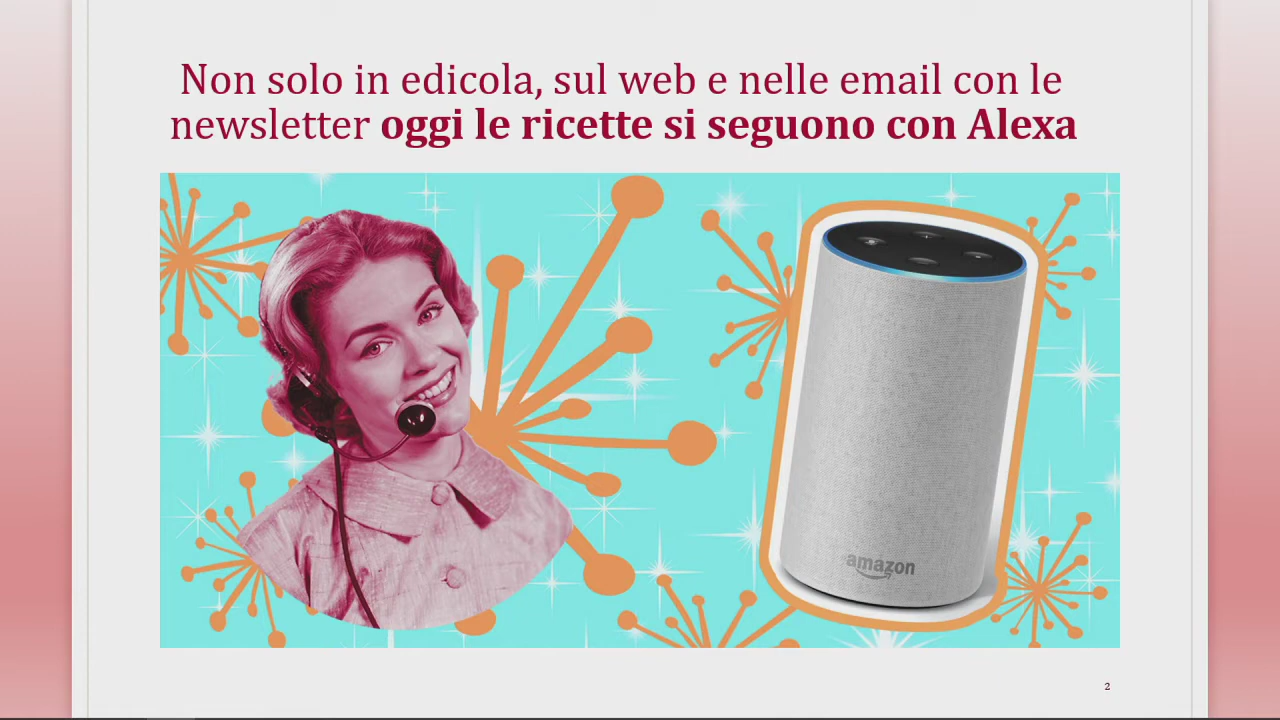 Non solo in edicola, sul web e nelle email con le
newsletter oggi le ricette si seguono con Alexa
amazon
2